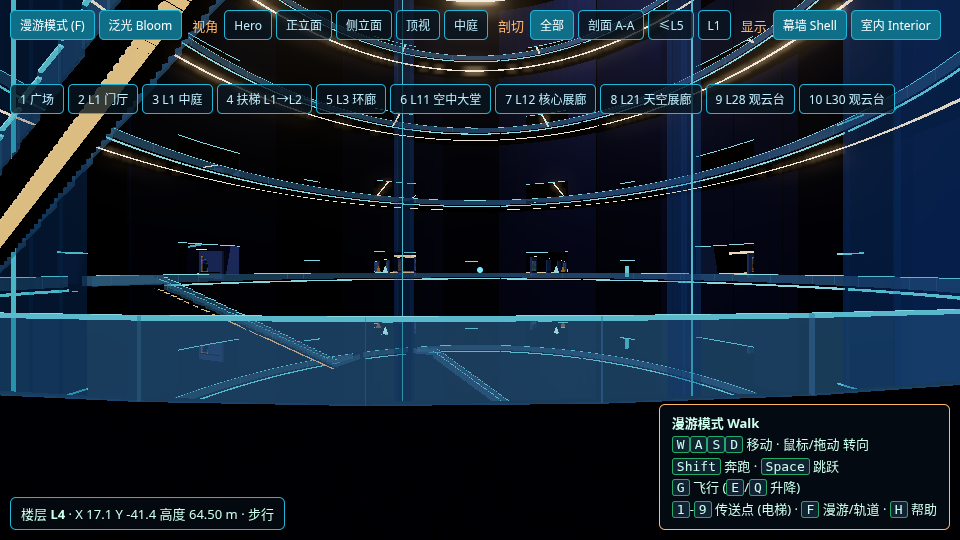 漫游模式 (F) 泛光 Bloom 视角 Hero 正立面 侧立面 顶视 中庭 剖切 全部 剖面 A-A ≤L5 L1 显示 幕墙 Shell 室内 Interior
1 广场 2 L1 门厅 3 L1 中庭 4 扶梯 L1→L2 5 L3 环廊 6 L11 空中大堂 7 L12 核心展廊 8 L21 天空展廊 9 L28 观云台 10 L30 观云台
漫游模式 Walk
W A S D 移动 · 鼠标/拖动 转向
Shift 奔跑 · Space 跳跃
G 飞行 (E/Q 升降)
1-9 传送点 (电梯) · F 漫游/轨道 · H 帮助
楼层 L4 · X 17.1 Y -41.4 高度 64.50 m · 步行